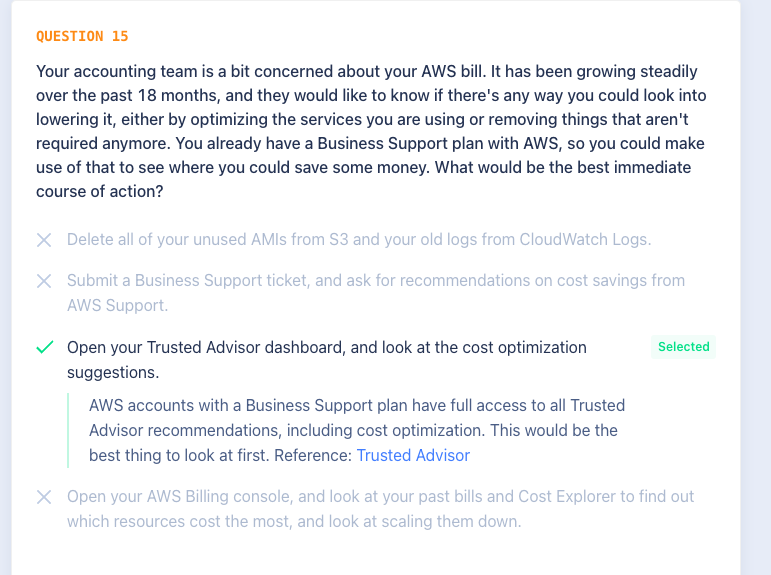 QUESTION 15
Your accounting team is a bit concerned about your AWS bill. It has been growing steadily
over the past 18 months, and they would like to know if there's any way you could look into
lowering it, either by optimizing the services you are using or removing things that aren't
required anymore. You already have a Business Support plan with AWS, so you could make
use of that to see where you could save some money. What would be the best immediate
course of action?
Delete all of your unused AMIs from S3 and your old logs from CloudWatch Logs.
Submit a Business Support ticket, and ask for recommendations on cost savings from
AWS Support.
Open your Trusted Advisor dashboard, and look at the cost optimization
suggestions.
Selected
AWS accounts with a Business Support plan have full access to all Trusted
Advisor recommendations, including cost optimization. This would be the
best thing to look at first. Reference: Trusted Advisor
Open your AWS Billing console, and look at your past bills and Cost Explorer to find out
which resources cost the most, and look at scaling them down.